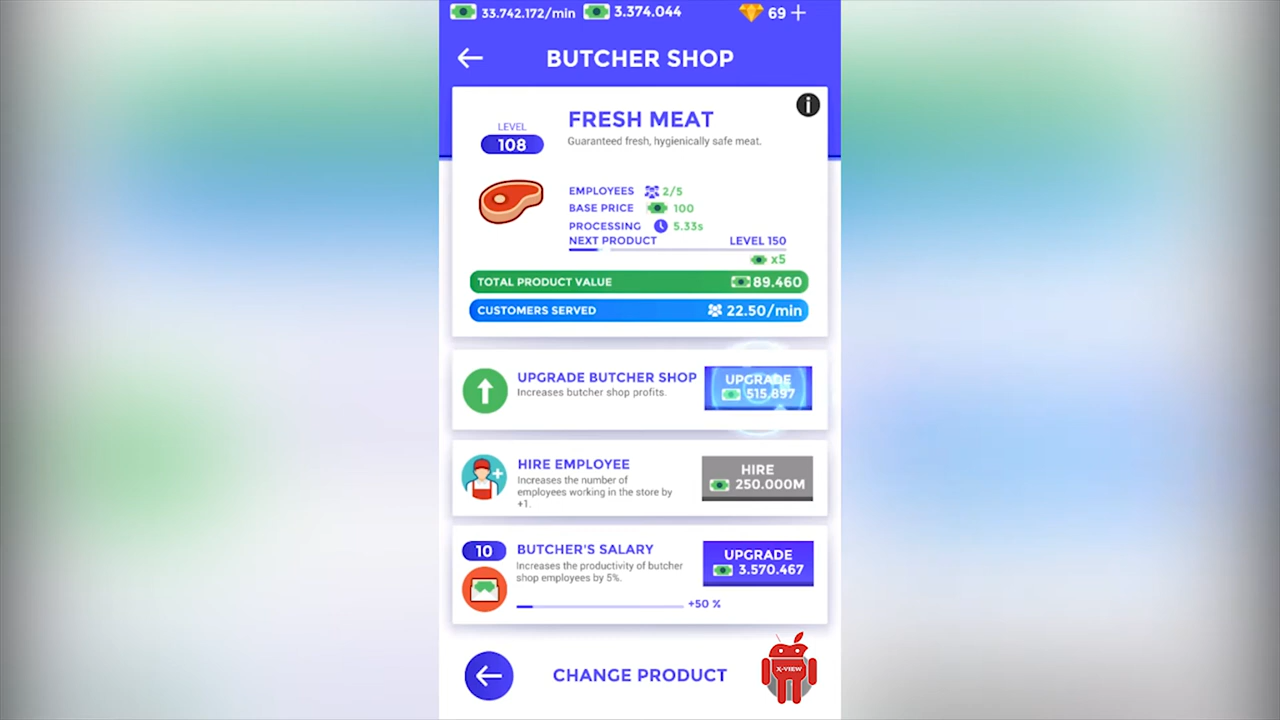 33.742.172/min 3.374.044 69 +
BUTCHER SHOP
LEVEL
108
FRESH MEAT
Guaranteed fresh, hygienically safe meat.
i
EMPLOYEES 2/5
BASE PRICE 100
PROCESSING 5.33s
NEXT PRODUCT LEVEL 150
x5
TOTAL PRODUCT VALUE 89.460
CUSTOMERS SERVED 22.50/min
UPGRADE BUTCHER SHOP
Increases butcher shop profits.
UPGRADE
515.897
HIRE EMPLOYEE
Increases the number of
employees working in the store by
+1.
HIRE
250.000M
10
BUTCHER'S SALARY
Increases the productivity of butcher
shop employees by 5%.
+50 %
UPGRADE
3.570.467
CHANGE PRODUCT
X-VIEW